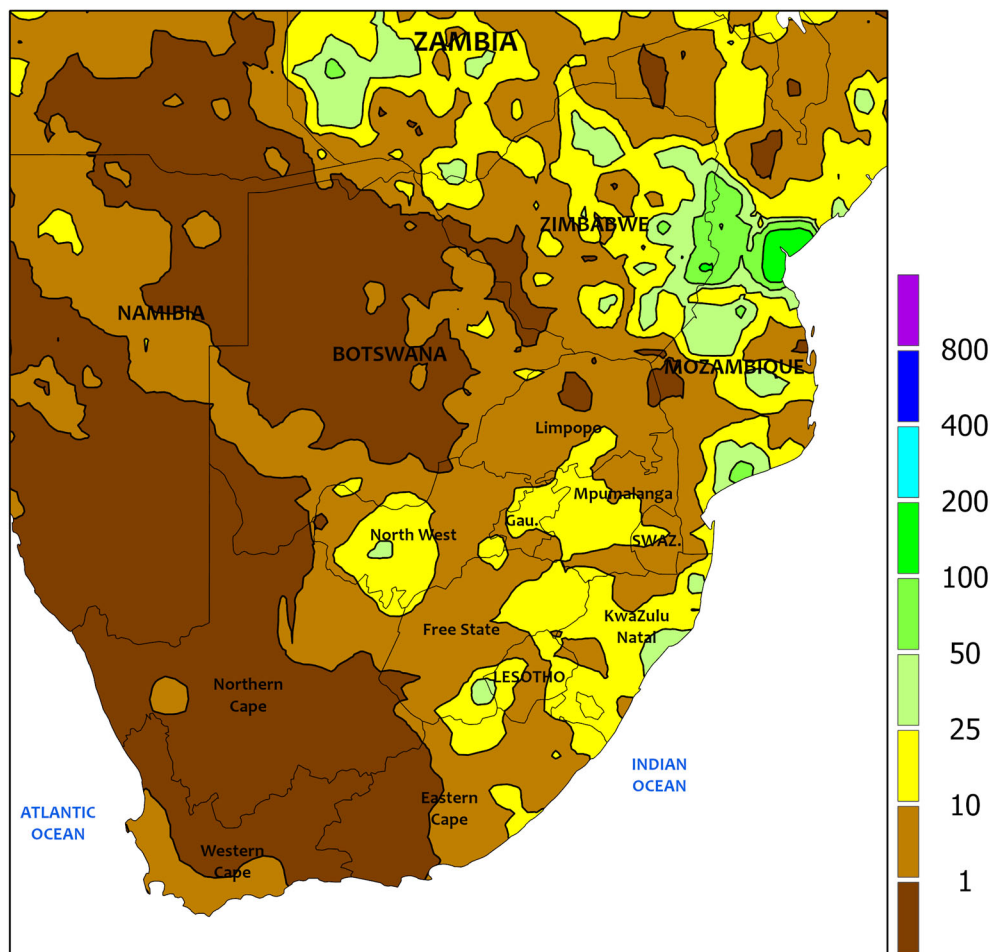 ZAMBIA
ZIMBABWE
NAMIBIA
BOTSWANA
MOZAMBIQUE
Limpopo
Mpumalanga
Gau.
North West
SWAZ.
KwaZulu
Natal
Free State
LESOTHO
Northern
Cape
INDIAN
OCEAN
Eastern
Cape
ATLANTIC
OCEAN
Western
Cape
800
400
200
100
50
25
10
1